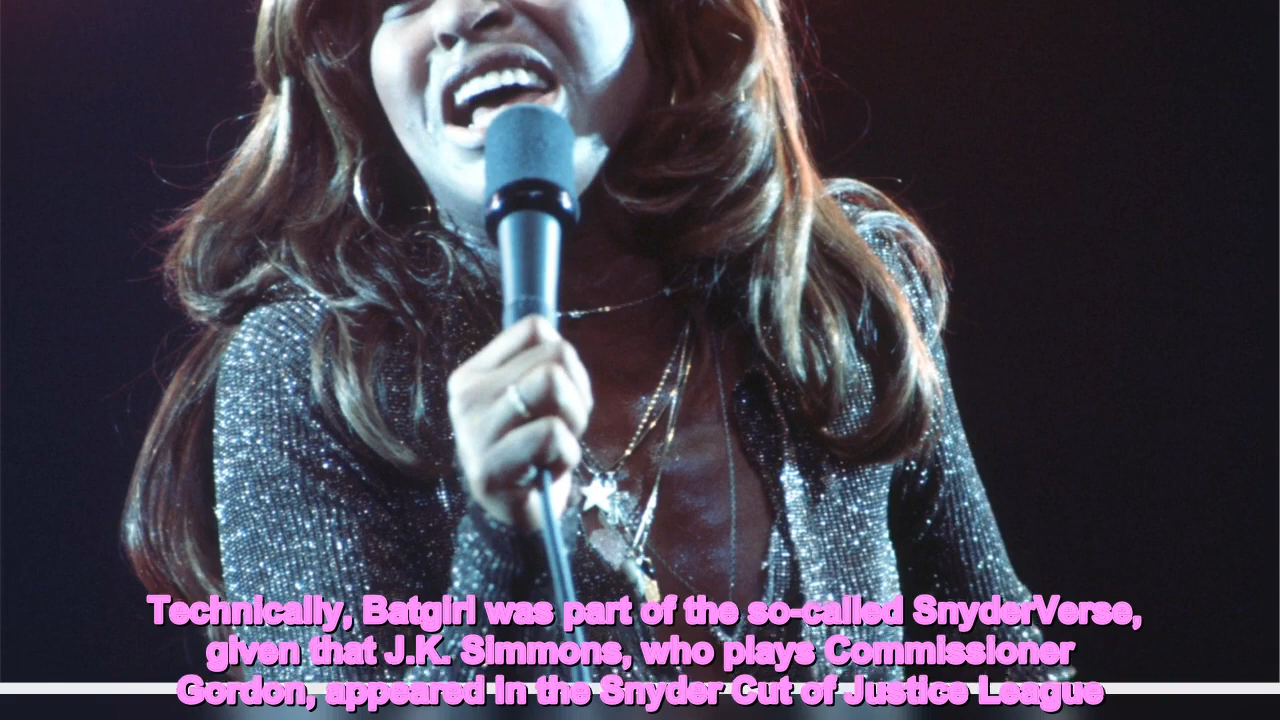 Technically, Batgirl was part of the so-called SnyderVerse,
given that J.K. Simmons, who plays Commissioner
Gordon, appeared in the Snyder Cut of Justice League